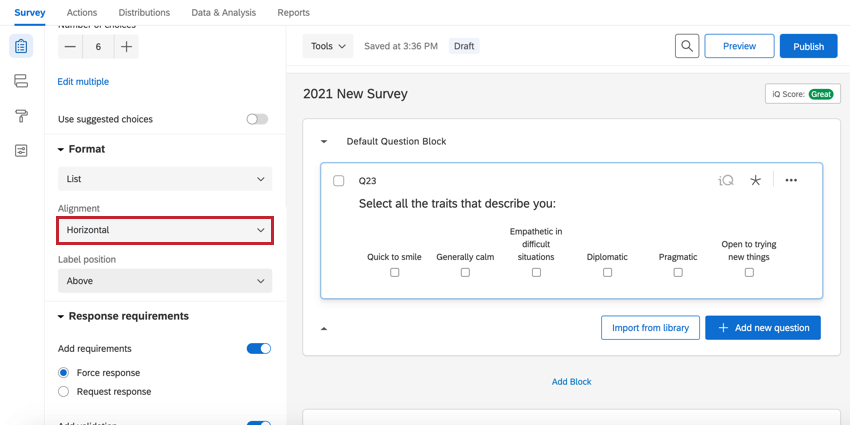 Survey Actions Distributions Data & Analysis Reports
Number of choices
6
Edit multiple
Use suggested choices
Format
List
Alignment
Horizontal
Label position
Above
Response requirements
Add requirements
Force response
Request response
Add validation
Tools Saved at 3:36 PM Draft Preview Publish
2021 New Survey iQ Score: Great
Default Question Block
Q23 iQ
Select all the traits that describe you:
Quick to smile
Generally calm
Empathetic in
difficult
situations
Diplomatic
Pragmatic
Open to trying
new things
Import from library Add new question
Add Block